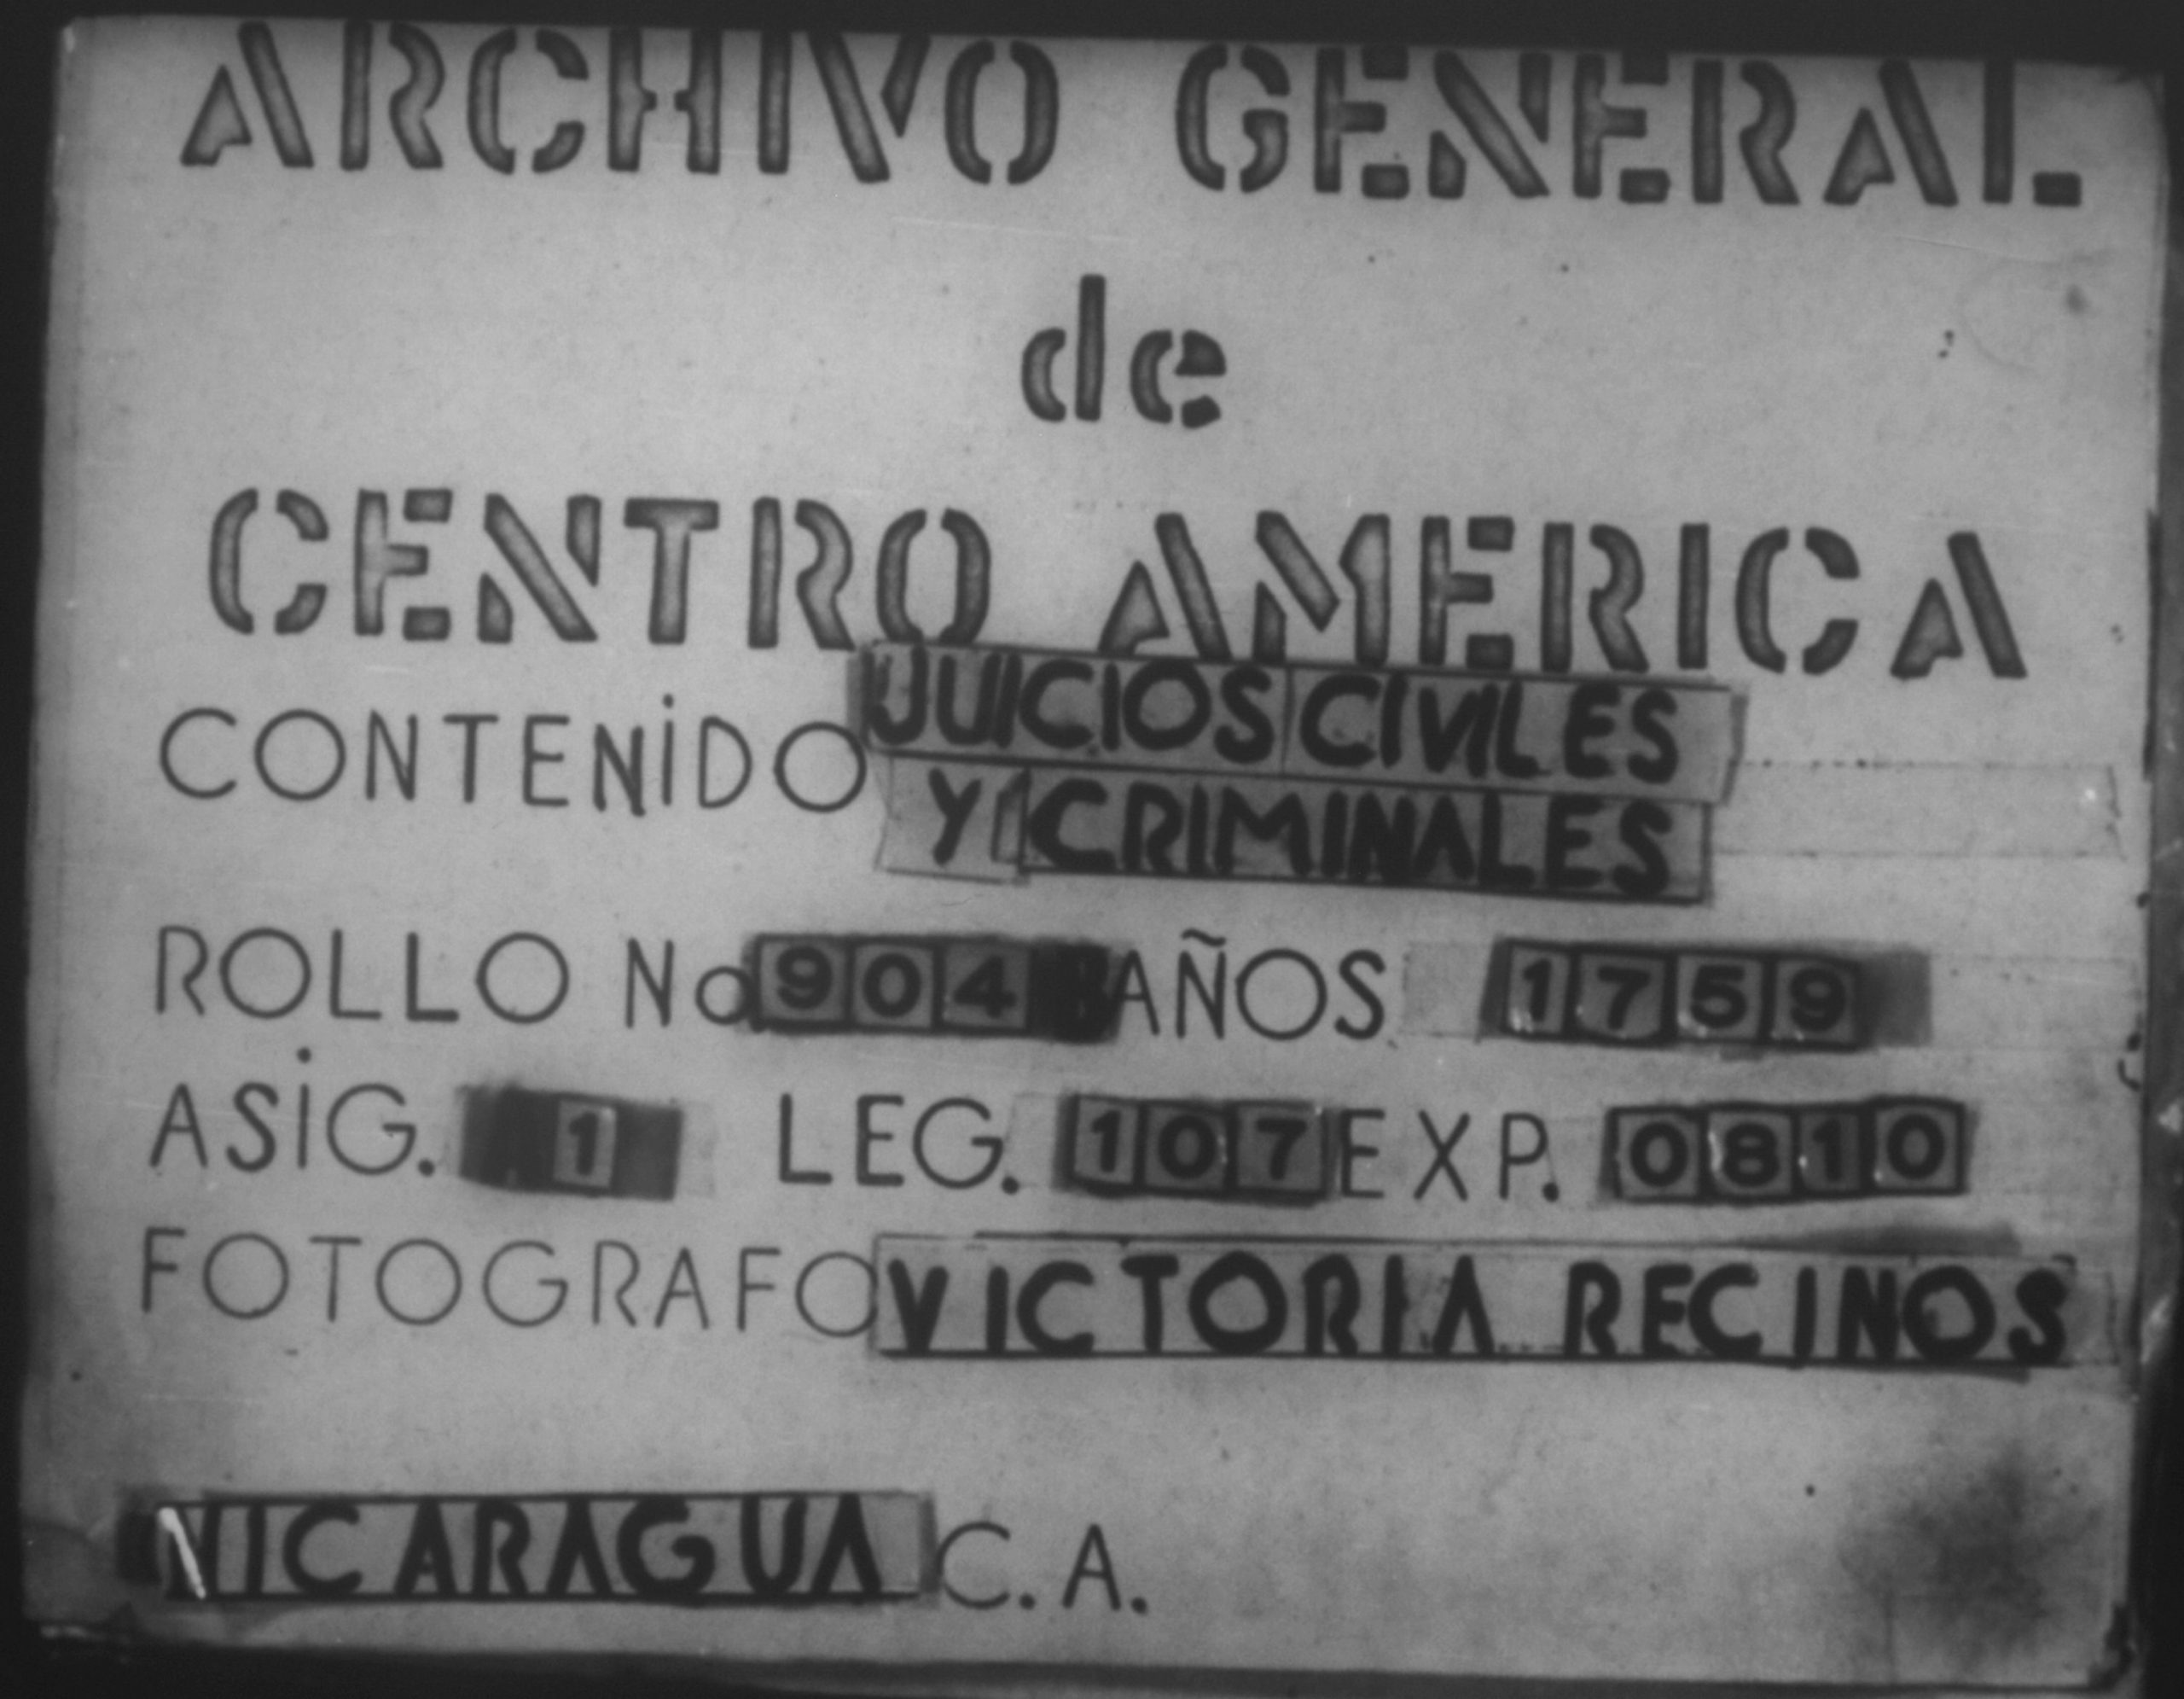 ARCHIVO GENERAL
de
CENTRO AMERICA
CONTENIDO JUICIOS CIVILES
Y CRIMINALES
ROLLO No 904 AÑOS 1759
ASIG. 1 LEG. 107 EXP. 0810
FOTOGRAFO VICTORIA RECINOS
NICARAGUA C.A.